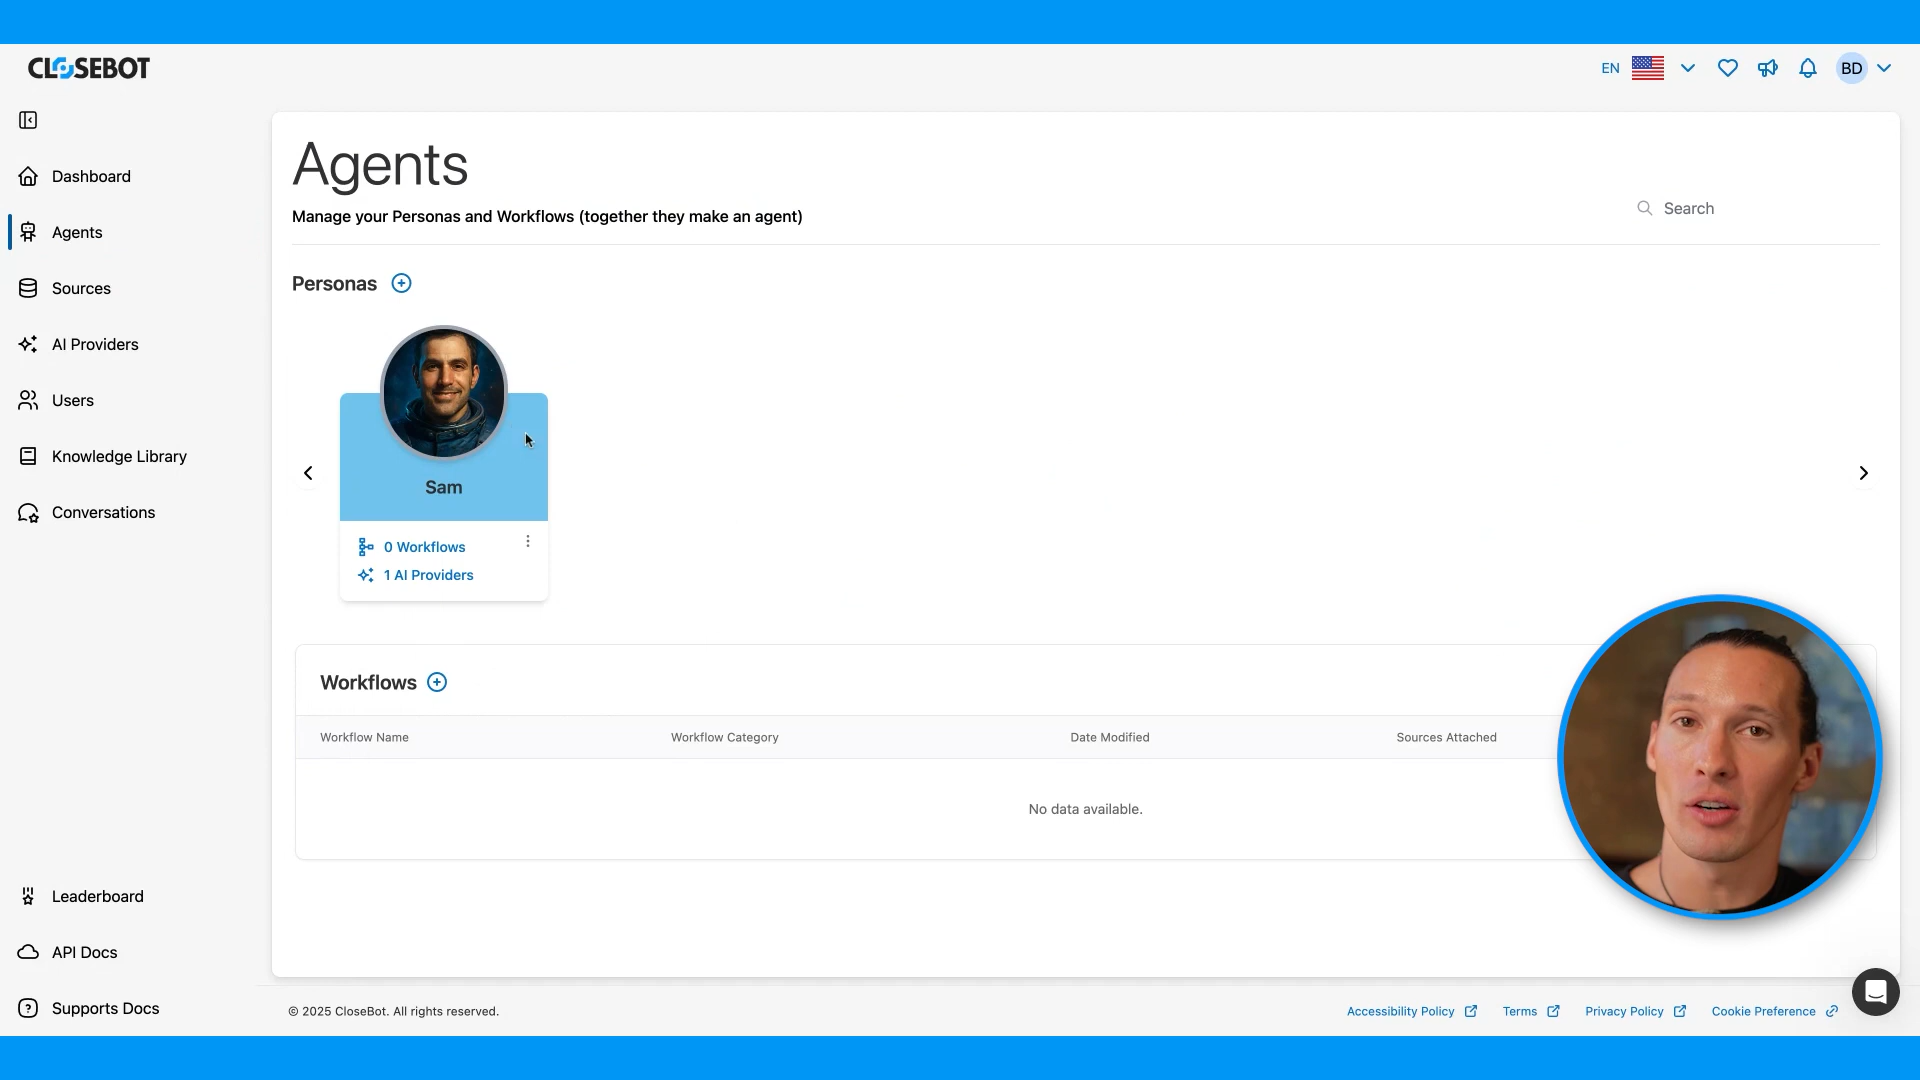 CLOSEBOT
EN
BD
Dashboard
Agents
Sources
AI Providers
Users
Knowledge Library
Conversations
Leaderboard
API Docs
Supports Docs
Agents
Manage your Personas and Workflows (together they make an agent)
Search
Personas
Sam
0 Workflows
1 AI Providers
Workflows
Workflow Name Workflow Category Date Modified Sources Attached
No data available.
© 2025 CloseBot. All rights reserved.
Accessibility Policy Terms Privacy Policy Cookie Preference